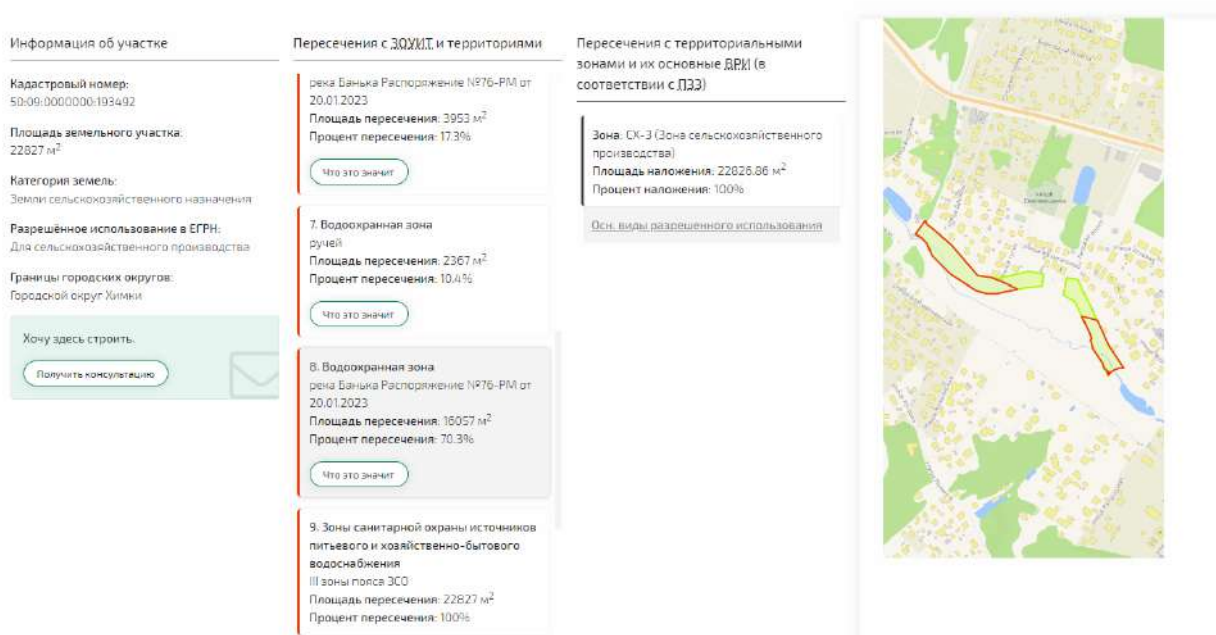 Информация об участке
Кадастровый номер:
50:09:0000000:193492
Площадь земельного участка:
22827 м²
Категория земель:
Земли сельскохозяйственного назначения
Разрешённое использование в ЕГРН:
Для сельскохозяйственного производства
Границы городских округов:
Городской округ Химки
Хочу здесь строить.
Получить консультацию
Пересечения с ЗОУИТ и территориями
река Банька Распоряжение №76-РМ от
20.01.2023
Площадь пересечения: 3953 м²
Процент пересечения: 17.3%
Что это значит
7. Водоохранная зона
ручей
Площадь пересечения: 2367 м²
Процент пересечения: 10.4%
Что это значит
8. Водоохранная зона
река Банька Распоряжение №76-РМ от
20.01.2023
Площадь пересечения: 16057 м²
Процент пересечения: 70.3%
Что это значит
9. Зоны санитарной охраны источников
питьевого и хозяйственно-бытового
водоснабжения
III зоны пояса ЗСО
Площадь пересечения: 22827 м²
Процент пересечения: 100%
Пересечения с территориальными
зонами и их основные ВРИ (в
соответствии с ПЗЗ)
Зона: СХ-3 (Зона сельскохозяйственного
производства)
Площадь наложения: 22826.86 м²
Процент наложения: 100%
Осн. виды разрешенного использования